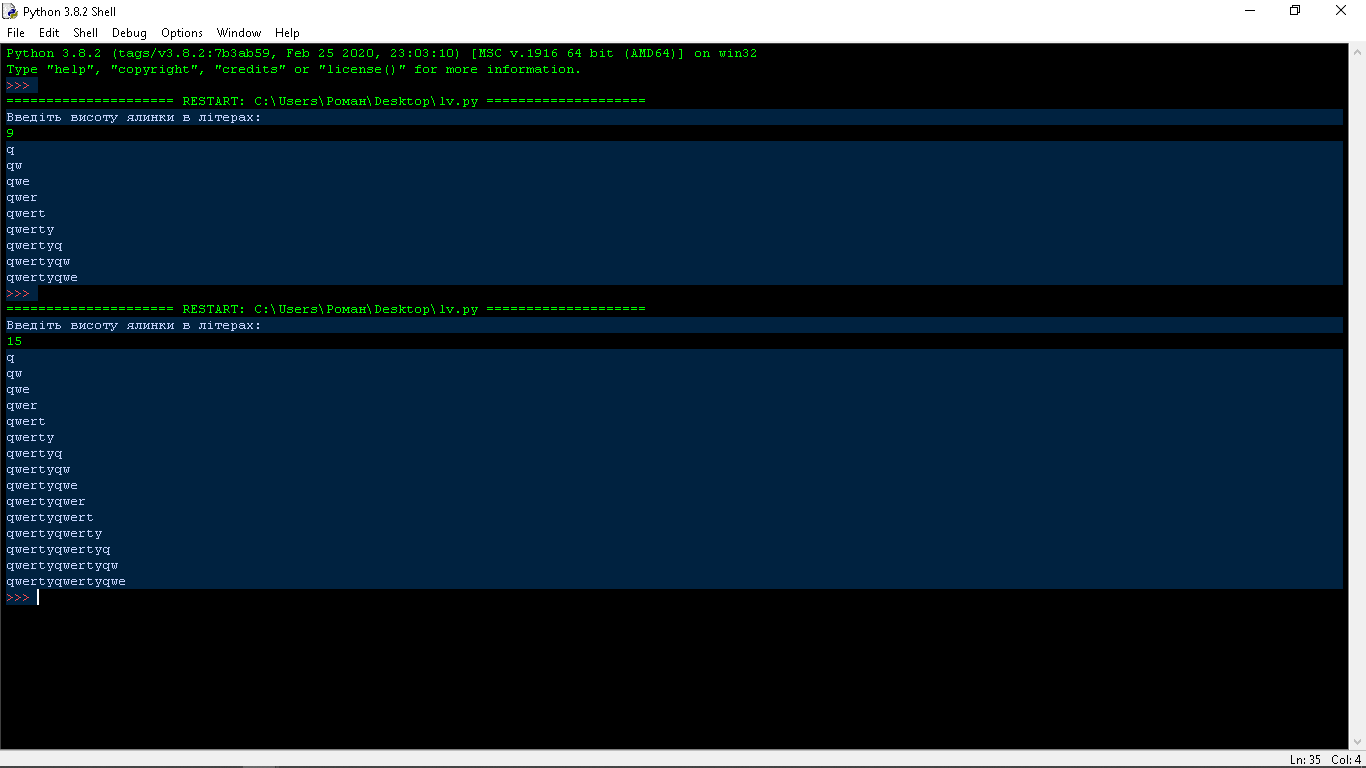 Python 3.8.2 Shell
File Edit Shell Debug Options Window Help
Python 3.8.2 (tags/v3.8.2:7b3ab59, Feb 25 2020, 23:03:10) [MSC v.1916 64 bit (AMD64)] on win32
Type "help", "copyright", "credits" or "license()" for more information.
>>>
===================== RESTART: C:\Users\Роман\Desktop\lv.py ====================
Введіть висоту ялинки в літерах:
9
q
qw
qwe
qwer
qwert
qwerty
qwertyq
qwertyqw
qwertyqwe
>>>
===================== RESTART: C:\Users\Роман\Desktop\lv.py ====================
Введіть висоту ялинки в літерах:
15
q
qw
qwe
qwer
qwert
qwerty
qwertyq
qwertyqw
qwertyqwe
qwertyqwer
qwertyqwert
qwertyqwerty
qwertyqwertyq
qwertyqwertyqw
qwertyqwertyqwe
>>>
Ln: 35 Col: 4